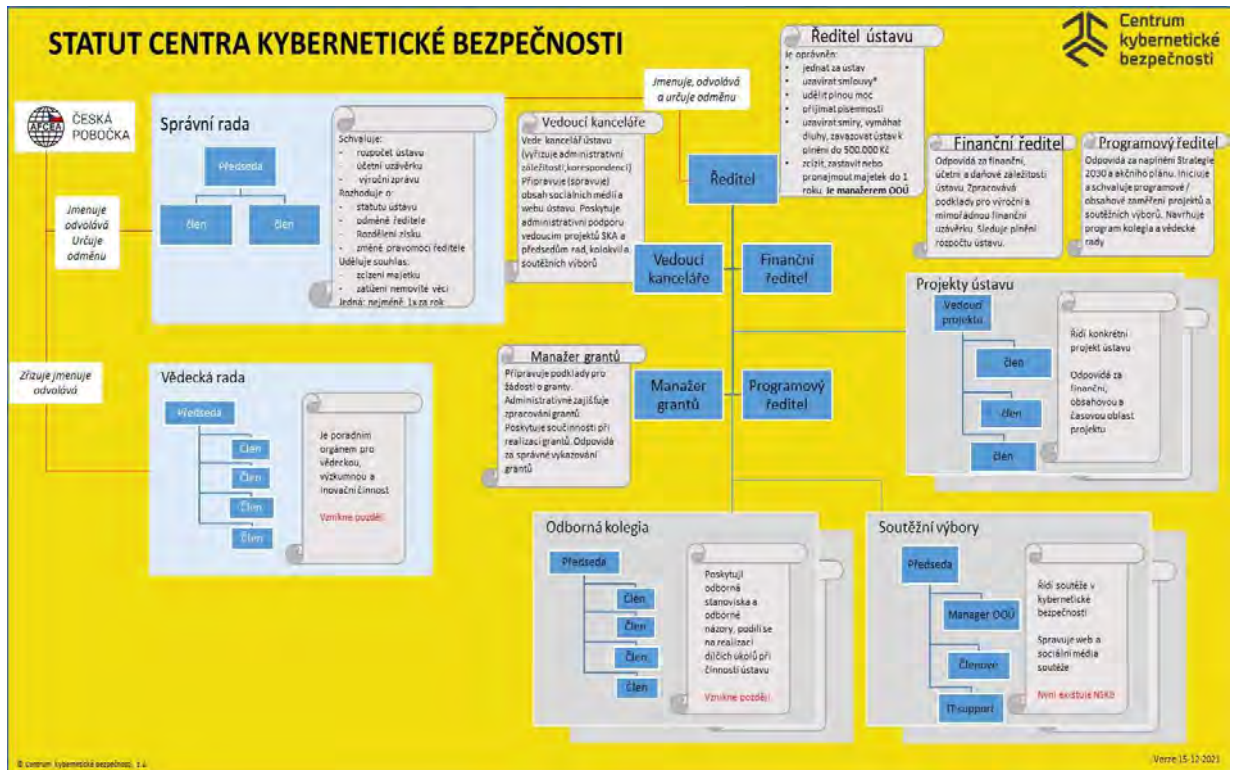 STATUT CENTRA KYBERNETICKÉ BEZPEČNOSTI
Centrum
kybernetické
bezpečnosti
AFCEA
ČESKÁ
POBOČKA
Jmenuje
odvolává
Určuje
odměnu
Zřizuje jmenuje
odvolává
Jmenuje, odvolává
a určuje odměnu
Správní rada
Předseda
člen
člen
Schvaluje:
- rozpočet ústavu
- účetní uzávěrku
- výroční zprávu
Rozhoduje o:
- statutu ústavu
- odměně ředitele
- Rozdělení zisku
- změně pravomocí ředitele
Uděluje souhlas:
- zcizení majetku
- zatížení nemovité věci
Jedná: nejméně 1x za rok
Vedoucí kanceláře
Vede kancelář ústavu
(vyřizuje administrativní
záležitosti, korespondenci)
Připravuje (spravuje)
obsah sociálních médií a
webu ústavu. Poskytuje
administrativní podporu
vedoucím projektů SKA a
předsedům rad, kolokvií a
soutěžních výborů
Ředitel ústavu
Je oprávněn:
• jednat za ústav
• uzavírat smlouvy*
• udělit plnou moc
• přijímat písemnosti
• uzavírat smíry, vymáhat
dluhy, zavazovat ústav k
plnění do 500.000 Kč
• zcizit, zastavit nebo
pronajmout majetek do 1
roku. Je manažerem OOÚ
Finanční ředitel
Odpovídá za finanční,
účetní a daňové záležitosti
ústavu. Zpracovává
podklady pro výroční a
mimořádnou finanční
uzávěrku. Sleduje plnění
rozpočtu ústavu.
Programový ředitel
Odpovídá za naplnění Strategie
2030 a akčního plánu. Iniciuje
a schvaluje programové /
obsahové zaměření projektů a
soutěžních výborů. Navrhuje
program kolegia a vědecké
rady
Ředitel
Vedoucí
kanceláře
Finanční
ředitel
Manažer
grantů
Programový
ředitel
Manažer grantů
Připravuje podklady pro
žádosti o granty.
Administrativně zajišťuje
zpracování grantů.
Poskytuje součinnosti při
realizaci grantů. Odpovídá
za správné vykazování
grantů
Projekty ústavu
Vedoucí
projektu
člen
člen
člen
Řídí konkrétní
projekt ústavu
Odpovídá za
finanční,
obsahovou a
časovou oblast
projektu
Vědecká rada
Předseda
Člen
Člen
Člen
Člen
Je poradním
orgánem pro
vědeckou,
výzkumnou a
inovační činnost
Vznikne později
Odborná kolegia
Předseda
Člen
Člen
Člen
Člen
Poskytují
odborná
stanoviska a
odborné
názory, podílí se
na realizaci
dílčích úkolů při
činnosti ústavu
Vznikne později
Soutěžní výbory
Předseda
Manager OOÚ
Členové
IT support
Řídí soutěže v
kybernetické
bezpečnosti
Spravuje web a
sociální média
soutěže
Nyní existuje NSKB
© centrum kybernetické bezpečnosti, z.ú.
Verze 15-12-2021